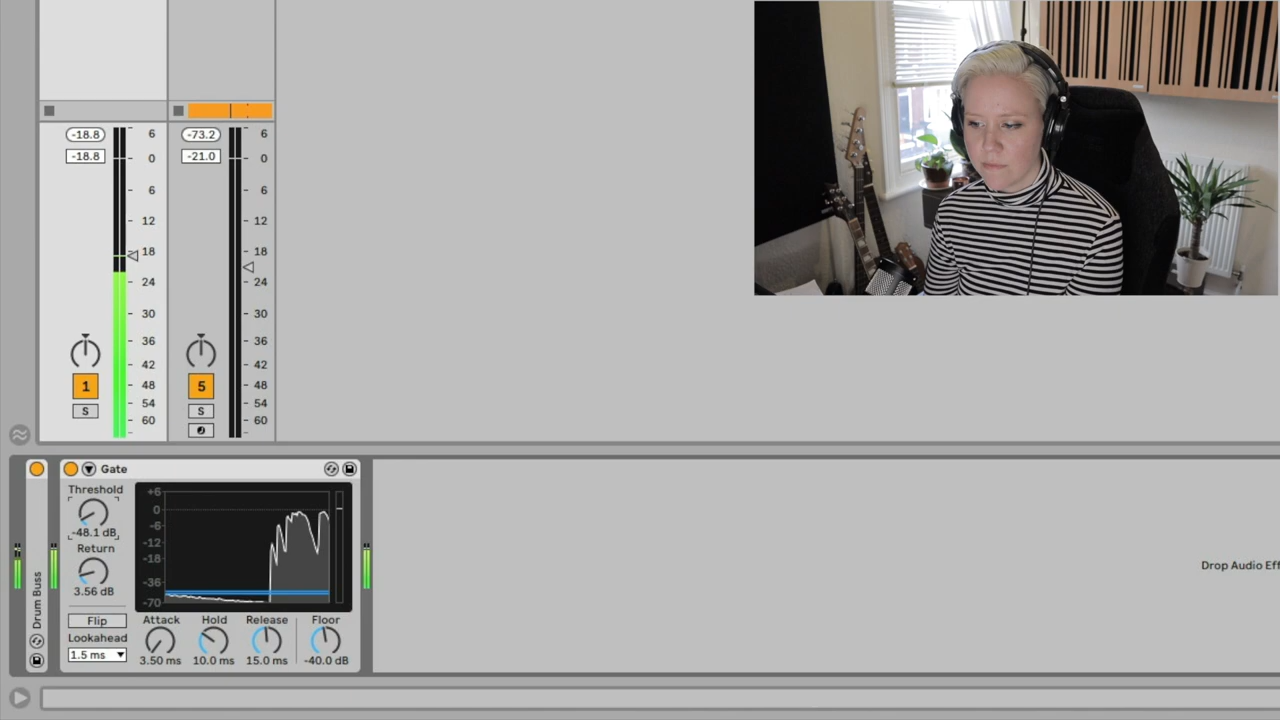 -18.8
-18.8
6
0
6
12
18
24
30
36
42
48
54
60
1
S
-73.2
-21.0
6
0
6
12
18
24
30
36
42
48
54
60
5
S
Drum Buss
Gate
Threshold
-48.1 dB
Return
3.56 dB
Flip
Lookahead
1.5 ms
+6
0
-6
-12
-18
-36
-70
Attack Hold Release Floor
3.50 ms 10.0 ms 15.0 ms -40.0 dB
Drop Audio Eff